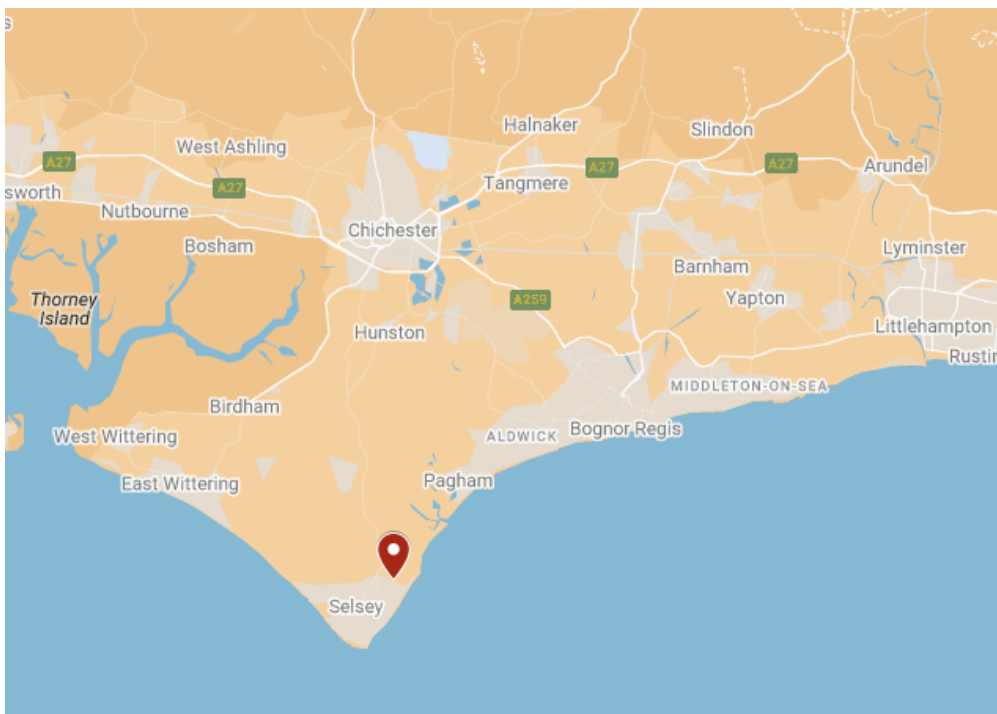 s
Halnaker
Slindon
West Ashling
A27
A27
A27
A27
Arundel
Tangmere
sworth
Nutbourne
Chichester
Bosham
Lyminster
Barnham
Thorney
Island
A259
Yapton
Hunston
Littlehampton
Rustin
MIDDLETON-ON-SEA
Birdham
West Wittering
ALDWICK
Bognor Regis
East Wittering
Pagham
Selsey